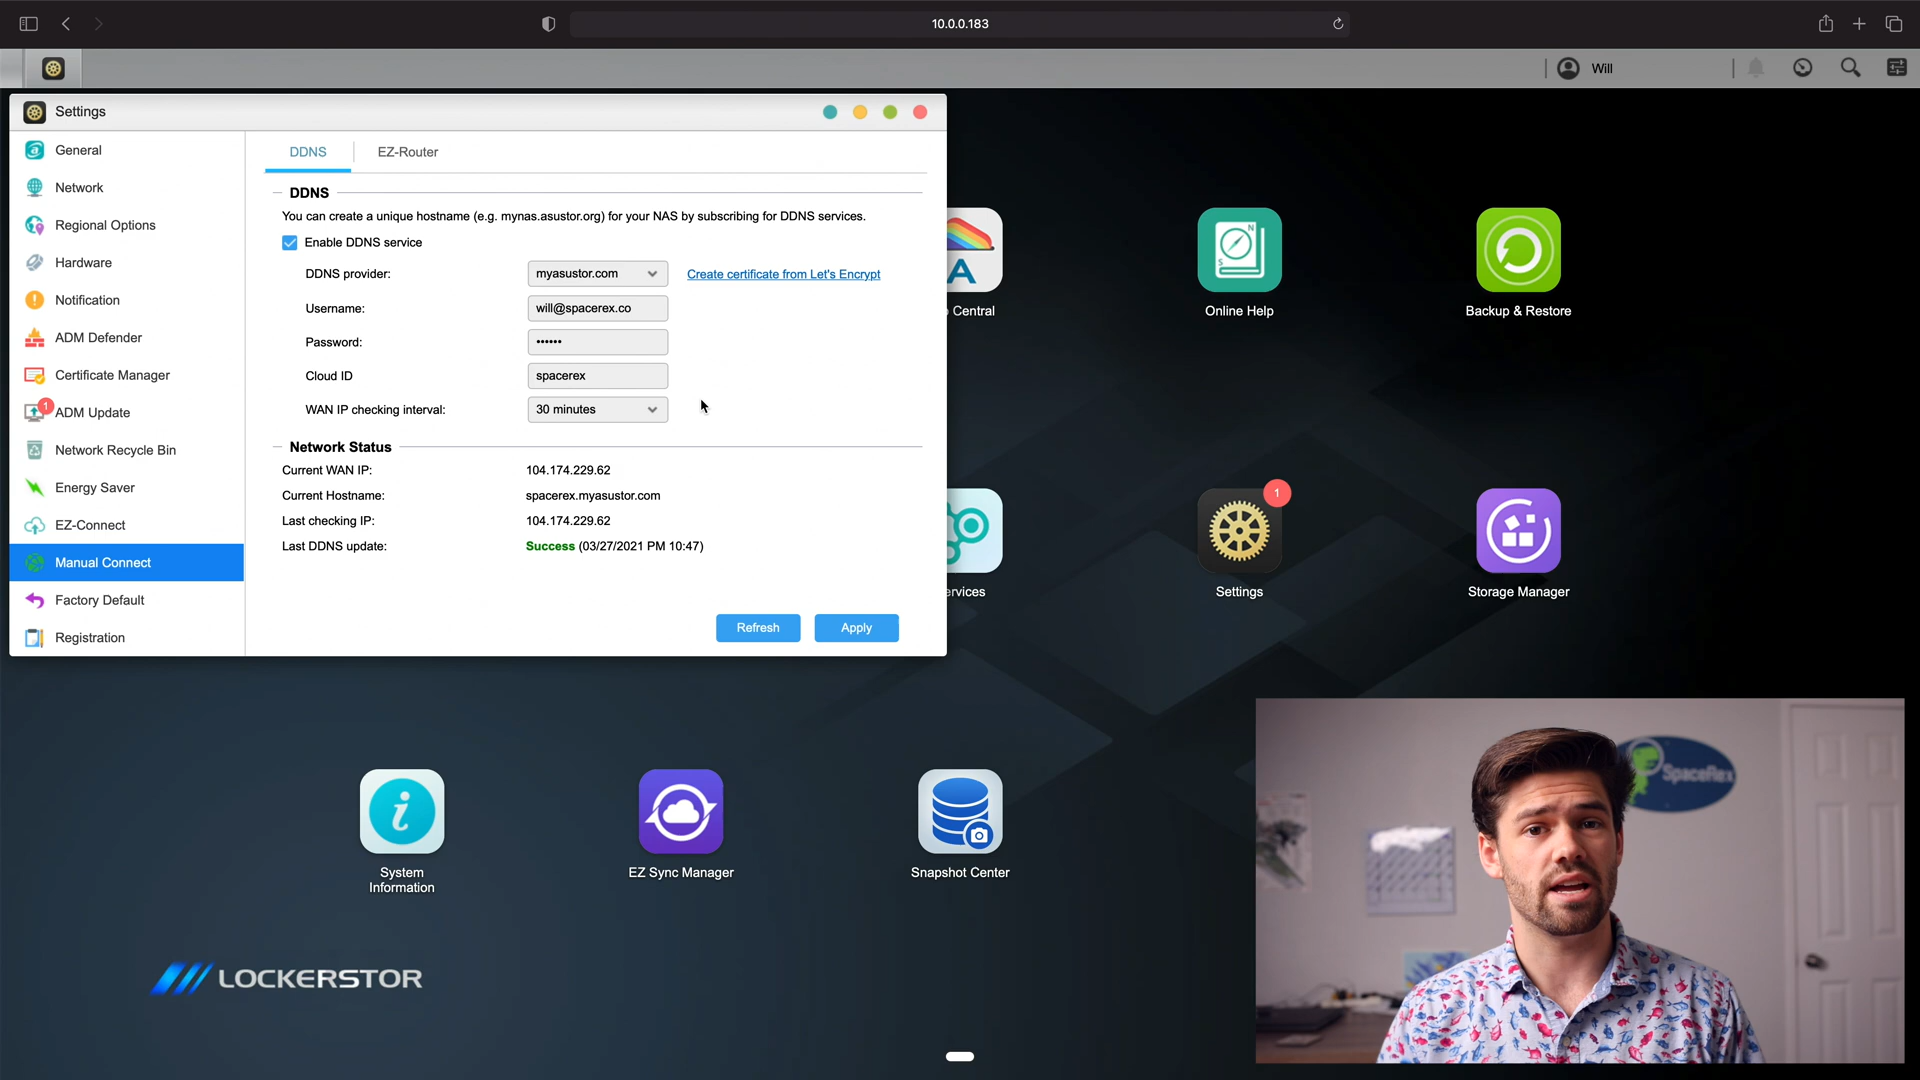 10.0.0.183
Will
Settings
General
Network
Regional Options
Hardware
Notification
ADM Defender
Certificate Manager
1
ADM Update
Network Recycle Bin
Energy Saver
EZ-Connect
Manual Connect
Factory Default
Registration
DDNS
EZ-Router
DDNS
You can create a unique hostname (e.g. mynas.asustor.org) for your NAS by subscribing for DDNS services.
Enable DDNS service
DDNS provider: myasustor.com Create certificate from Let's Encrypt
Username: will@spacerex.co
Password: ••••••
Cloud ID spacerex
WAN IP checking interval: 30 minutes
Network Status
Current WAN IP: 104.174.229.62
Current Hostname: spacerex.myasustor.com
Last checking IP: 104.174.229.62
Last DDNS update: Success (03/27/2021 PM 10:47)
Refresh
Apply
Central
Online Help
Backup & Restore
ervices
1
Settings
Storage Manager
System
Information
EZ Sync Manager
Snapshot Center
LOCKERSTOR
SpaceRex